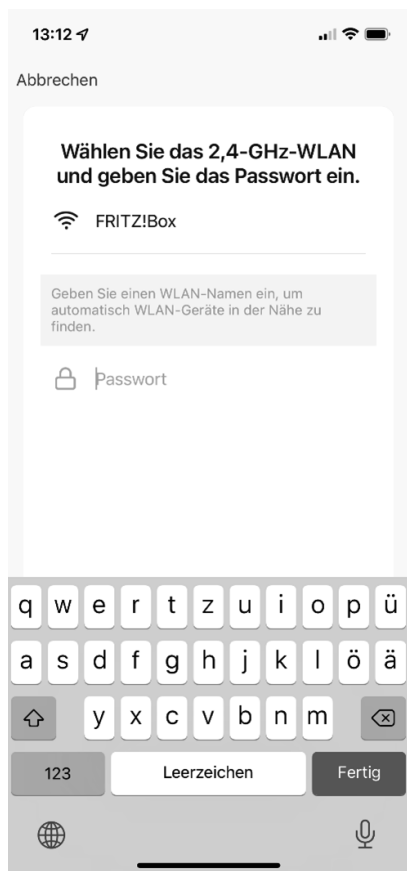 13:12
Abbrechen
Wählen Sie das 2,4-GHz-WLAN
und geben Sie das Passwort ein.
FRITZ!Box
Geben Sie einen WLAN-Namen ein, um
automatisch WLAN-Geräte in der Nähe zu
finden.
Passwort
q w e r t z u i o p ü
a s d f g h j k l ö ä
y x c v b n m
123 Leerzeichen Fertig